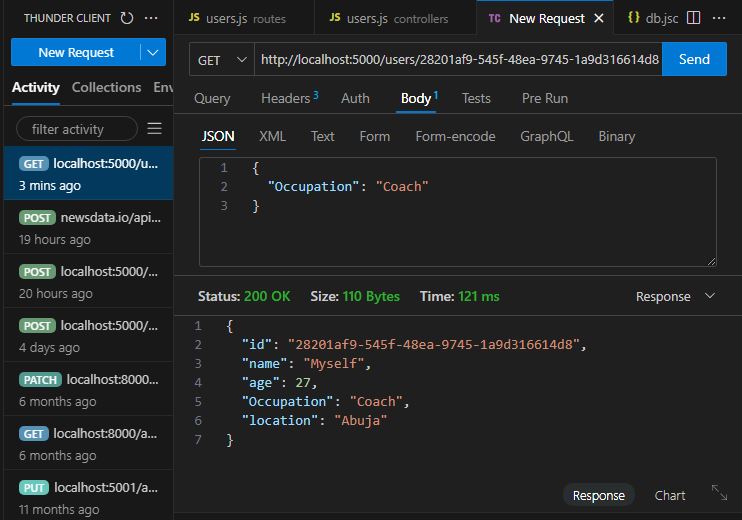 THUNDER CLIENT
New Request
Activity Collections Env
filter activity
GET localhost:5000/u...
3 mins ago
POST newsdata.io/api...
19 hours ago
POST localhost:5000/...
20 hours ago
POST localhost:5000/...
4 days ago
PATCH localhost:8000...
6 months ago
GET localhost:8000/a...
6 months ago
PUT localhost:5001/a...
11 months ago
JS users.js routes
JS users.js controllers
TC New Request
{} db.jsc
GET http://localhost:5000/users/28201af9-545f-48ea-9745-1a9d316614d8 Send
Query Headers 3 Auth Body 1 Tests Pre Run
JSON XML Text Form Form-encode GraphQL Binary
1 {
2 "Occupation": "Coach"
3 }
Status: 200 OK Size: 110 Bytes Time: 121 ms Response
1 {
2 "id": "28201af9-545f-48ea-9745-1a9d316614d8",
3 "name": "Myself",
4 "age": 27,
5 "Occupation": "Coach",
6 "location": "Abuja"
7 }
Response Chart